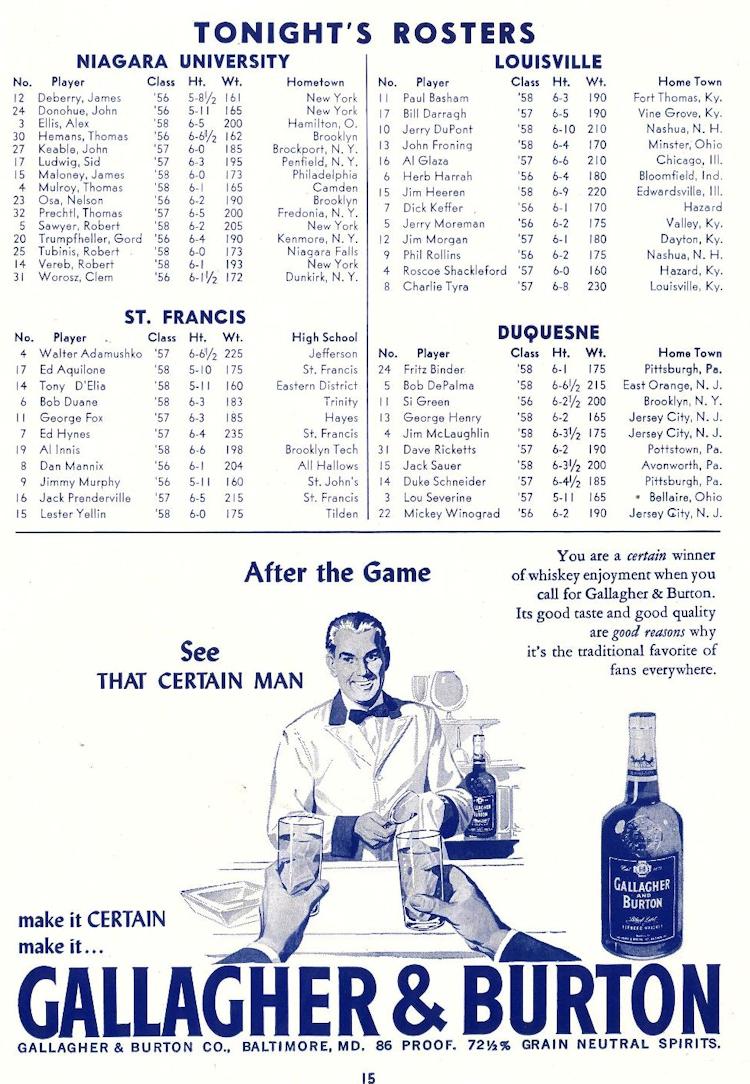 TONIGHT'S ROSTERS
NIAGARA UNIVERSITY
No. Player Class Ht. Wt. Hometown
12 Deberry, James '56 5-8½ 161 New York
24 Donohue, John '56 5-11 165 New York
3 Ellis, Alex '58 6-5 200 Hamilton, O.
30 Hemans, Thomas '56 6-6½ 162 Brooklyn
27 Keable, John '57 6-0 185 Brockport, N. Y.
17 Ludwig, Sid '57 6-3 195 Penfield, N. Y.
15 Maloney, James '58 6-0 173 Philadelphia
4 Mulroy, Thomas '58 6-1 165 Camden
23 Osa, Nelson '56 6-2 190 Brooklyn
32 Prechtl, Thomas '57 6-5 200 Fredonia, N. Y.
5 Sawyer, Robert '58 6-2 205 New York
20 Trumpfheller, Gord '56 6-4 190 Kenmore, N. Y.
25 Tubinis, Robert '58 6-0 173 Niagara Falls
14 Vereb, Robert '58 6-1 193 New York
31 Worosz, Clem '56 6-1½ 172 Dunkirk, N. Y.
LOUISVILLE
No. Player Class Ht. Wt. Home Town
11 Paul Basham '58 6-3 190 Fort Thomas, Ky.
17 Bill Darragh '57 6-5 190 Vine Grove, Ky.
10 Jerry DuPont '58 6-10 210 Nashua, N. H.
13 John Froning '58 6-4 170 Minster, Ohio
16 Al Glaza '56 6-6 210 Chicago, Ill.
6 Herb Harrah '56 6-4 180 Bloomfield, Ind.
15 Jim Heeren '58 6-9 220 Edwardsville, Ill.
7 Dick Keffer '56 6-1 170 Hazard
5 Jerry Moreman '58 6-2 175 Valley, Ky.
12 Jim Morgan '57 6-1 180 Dayton, Ky.
9 Phil Rollins '56 6-2 175 Nashua, N. H.
4 Roscoe Shackleford '57 6-0 160 Hazard, Ky.
8 Charlie Tyra '57 6-8 230 Louisville, Ky.
ST. FRANCIS
No. Player Class Ht. Wt. High School
4 Walter Adamushko '57 6-6½ 225 Jefferson
17 Ed Aquilone '58 5-10 175 St. Francis
14 Tony D'Elia '58 5-11 160 Eastern District
6 Bob Duane '58 6-3 183 Trinity
11 George Fox '57 6-3 185 Hayes
7 Ed Hynes '57 6-4 235 St. Francis
19 Al Innis '58 6-6 198 Brooklyn Tech
8 Dan Mannix '56 6-1 204 All Hallows
9 Jimmy Murphy '56 5-11 160 St. John's
16 Jack Prenderville '57 6-5 215 St. Francis
15 Lester Yellin '58 6-0 175 Tilden
DUQUESNE
No. Player Class Ht. Wt. Home Town
24 Fritz Binder '58 6-1 175 Pittsburgh, Pa.
5 Bob DePalma '58 6-6½ 215 East Orange, N. J.
11 Si Green '56 6-2½ 200 Brooklyn, N. Y.
13 George Henry '58 6-2 165 Jersey City, N. J.
4 Jim McLaughlin '58 6-3½ 175 Jersey City, N. J.
31 Dave Ricketts '57 6-2 190 Pottstown, Pa.
15 Jack Sauer '58 6-3½ 200 Avonworth, Pa.
14 Duke Schneider '57 6-4½ 185 Pittsburgh, Pa.
3 Lou Severine '57 5-11 165 Bellaire, Ohio
22 Mickey Winograd '56 6-2 190 Jersey City, N. J.
After the Game
See
THAT CERTAIN MAN
You are a certain winner
of whiskey enjoyment when you
call for Gallagher & Burton.
Its good taste and good quality
are good reasons why
it's the traditional favorite of
fans everywhere.
GALLAGHER
AND
BURTON
GALLAGHER
AND
BURTON
Black Label
BLENDED WHISKEY
make it CERTAIN
make it...
GALLAGHER & BURTON
GALLAGHER & BURTON CO., BALTIMORE, MD. 86 PROOF. 72½% GRAIN NEUTRAL SPIRITS.
15